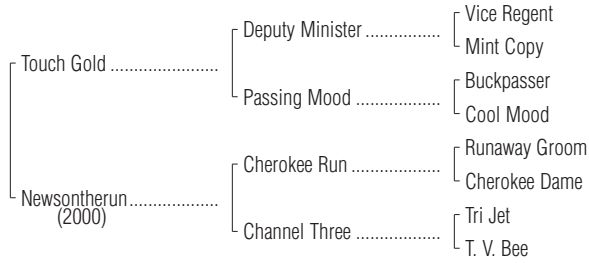 Vice Regent
Deputy Minister ..................
Mint Copy
Touch Gold ......................
Buckpasser
Passing Mood ..................
Cool Mood
Runaway Groom
Cherokee Run ..................
Cherokee Dame
Newsontherun..................
(2000)
Tri Jet
Channel Three ..................
T. V. Bee